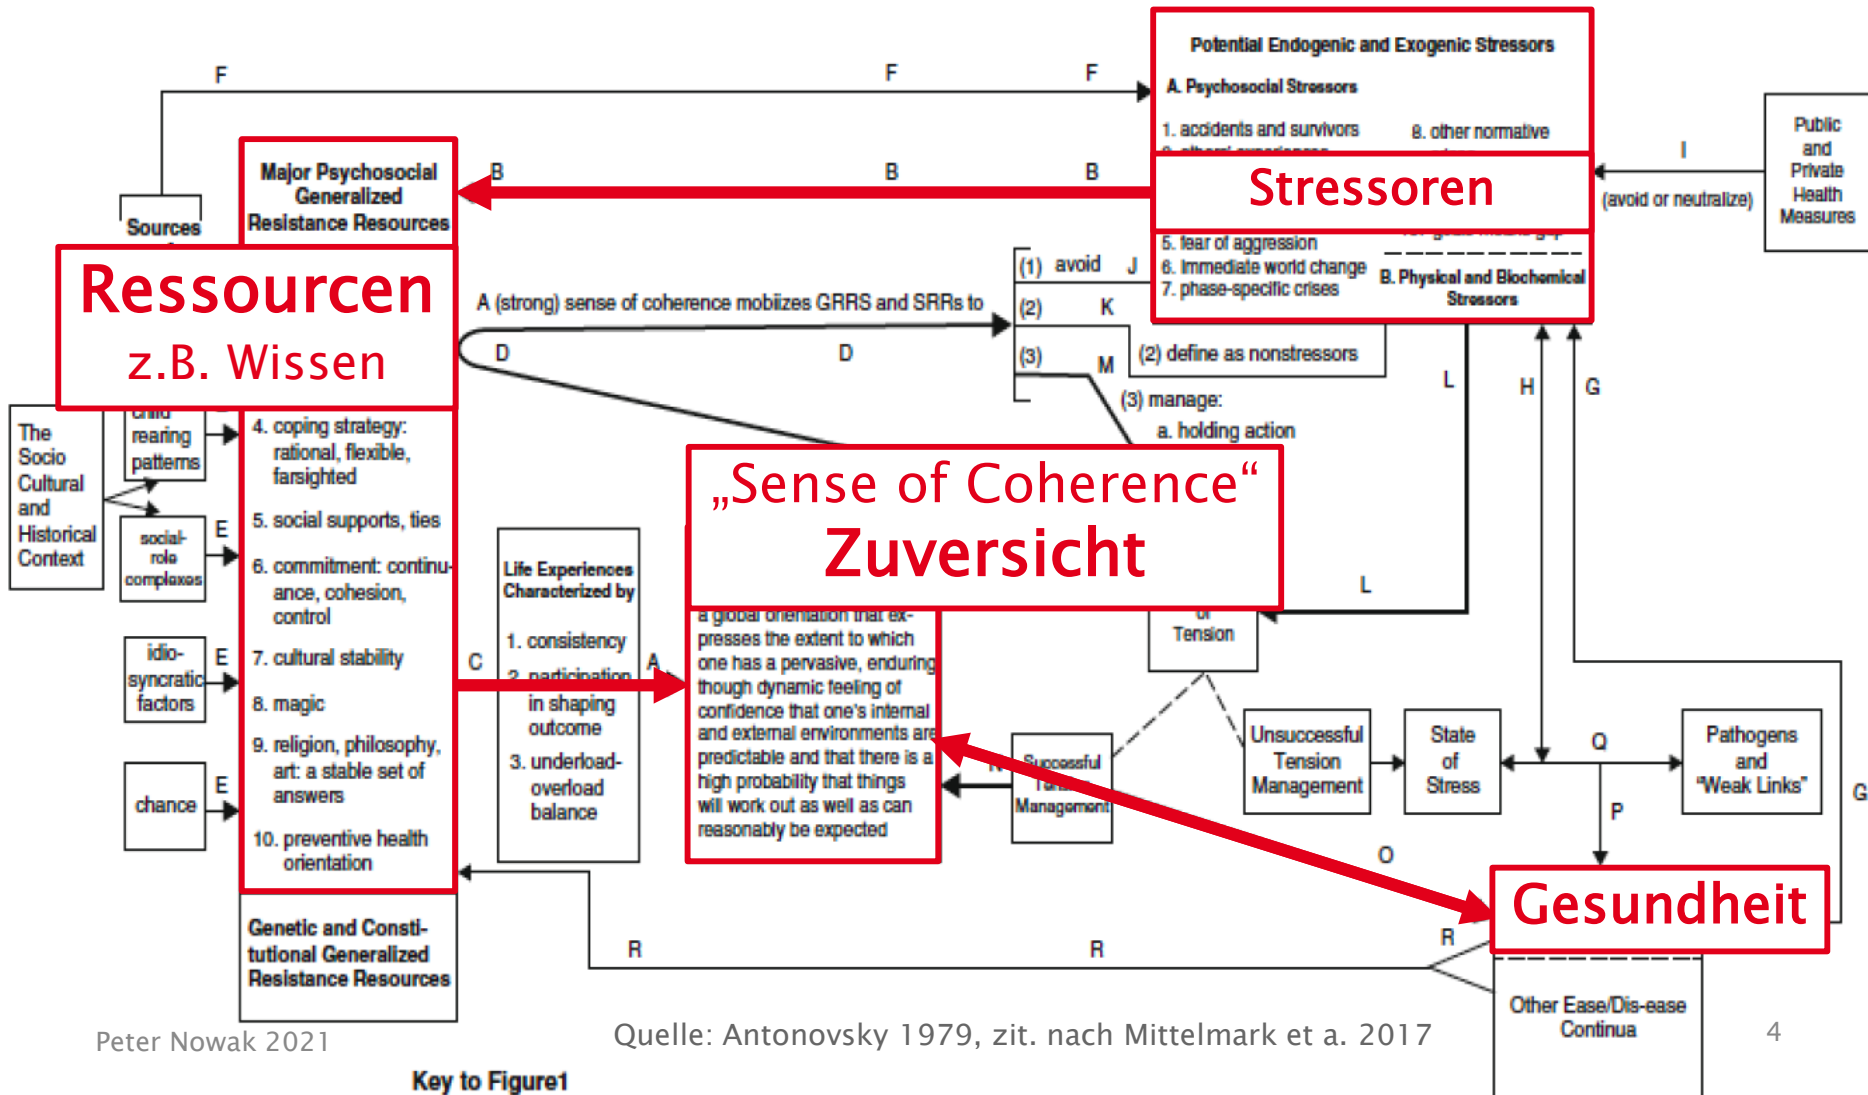 Potential Endogenic and Exogenic Stressors
A. Psychosocial Stressors
1. accidents and survivors
8. other normative
Stressoren
5. fear of aggression
6. Immediate world change
7. phase-specific crises
B. Physical and Biochemical
Stressors
F
F
F
B
B
B
I
(avoid or neutralize)
Public
and
Private
Health
Measures
Major Psychosocial
Generalized
Resistance Resources
Sources
Ressourcen
z.B. Wissen
A (strong) sense of coherence mobiizes GRRS and SRRs to
D
D
(1) avoid J
(2) K
(3) M
(2) define as nonstressors
(3) manage:
a. holding action
L
H
G
The
Socio
Cultural
and
Historical
Context
child
rearing
patterns
social-
role
complexes
idio-
syncratic
factors
chance
E
E
E
4. coping strategy:
rational, flexible,
farsighted
5. social supports, ties
6. commitment: continu-
ance, cohesion,
control
7. cultural stability
8. magic
9. religion, philosophy,
art: a stable set of
answers
10. preventive health
orientation
Genetic and Consti-
tutional Generalized
Resistance Resources
C
Life Experiences
Characterized by
1. consistency
2. participation
in shaping
outcome
3. underload-
overload
balance
A
„Sense of Coherence“
Zuversicht
a global orientation that ex-
presses the extent to which
one has a pervasive, enduring
though dynamic feeling of
confidence that one's internal
and external environments are
predictable and that there is a
high probability that things
will work out as well as can
reasonably be expected
L
of
Tension
Successful
Tension
Management
Unsuccessful
Tension
Management
State
of
Stress
Q
Pathogens
and
"Weak Links"
G
P
O
Gesundheit
R
R
R
Other Ease/Dis-ease
Continua
Peter Nowak 2021
Quelle: Antonovsky 1979, zit. nach Mittelmark et a. 2017
4
Key to Figure1